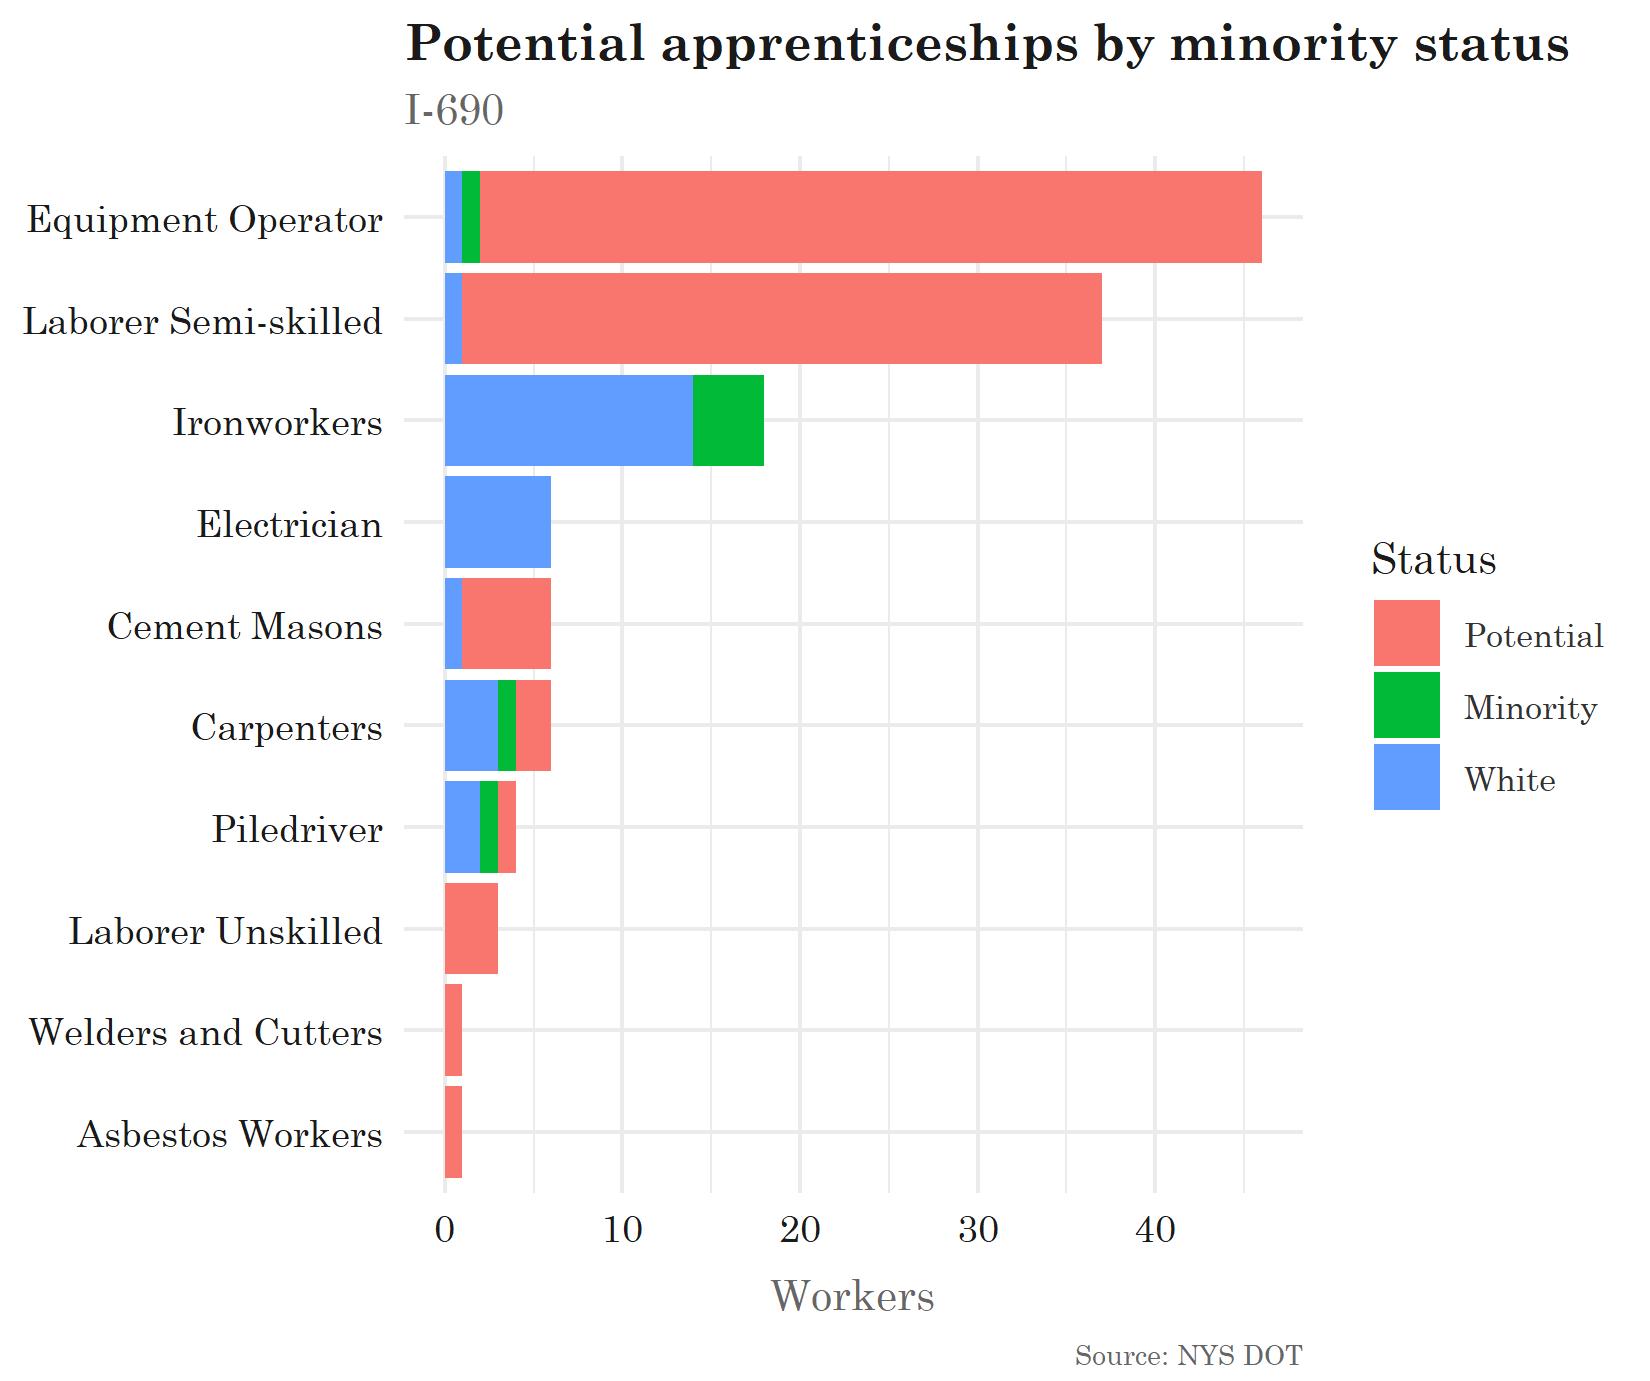 Potential apprenticeships by minority status
I-690
Equipment Operator
Laborer Semi-skilled
Ironworkers
Electrician
Cement Masons
Carpenters
Piledriver
Laborer Unskilled
Welders and Cutters
Asbestos Workers
0 10 20 30 40
Workers
Status
Potential
Minority
White
Source: NYS DOT